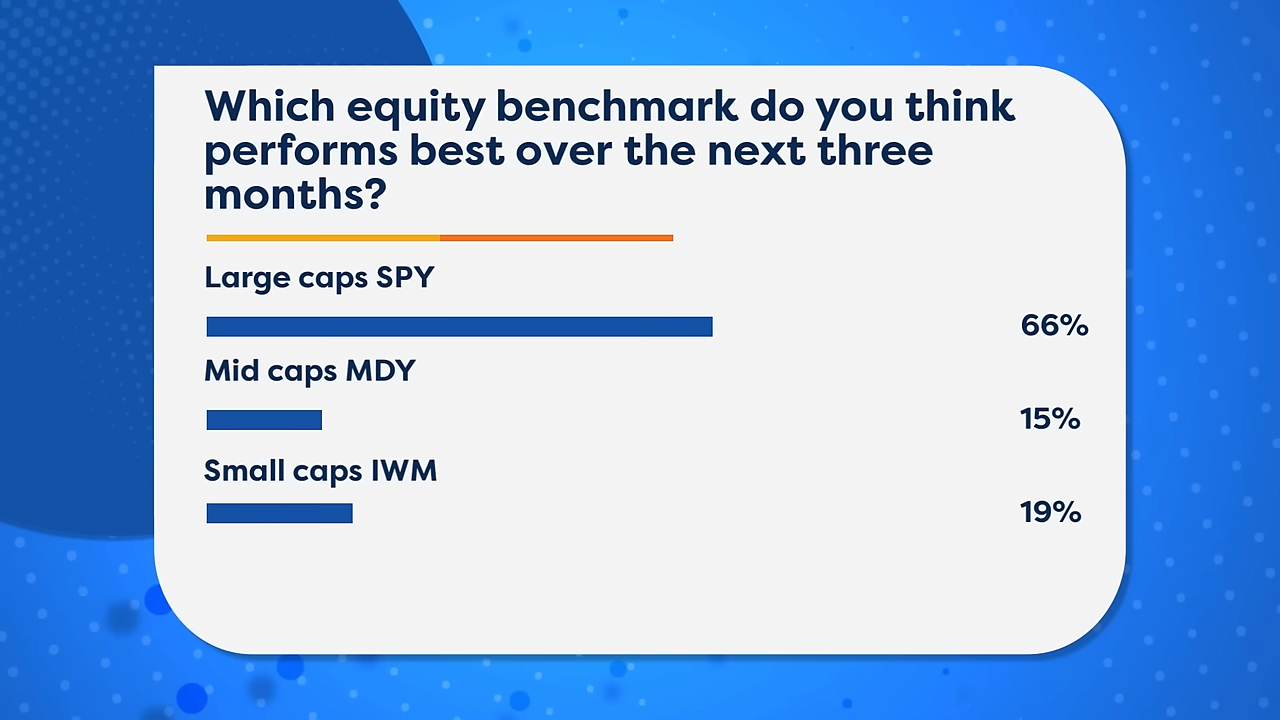 Which equity benchmark do you think
performs best over the next three
months?
Large caps SPY
66%
Mid caps MDY
15%
Small caps IWM
19%